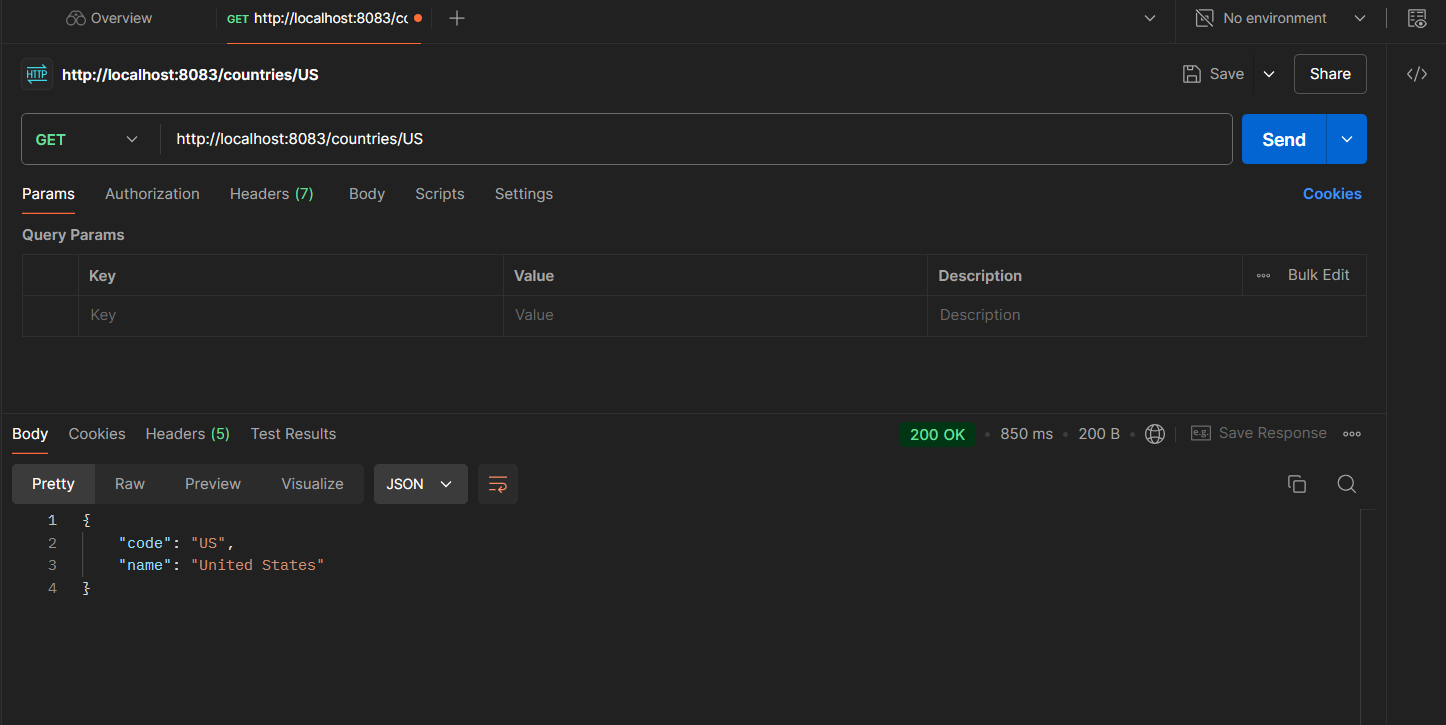 Overview GET http://localhost:8083/cc No environment
HTTP http://localhost:8083/countries/US Save Share </>
GET http://localhost:8083/countries/US Send
Params Authorization Headers (7) Body Scripts Settings Cookies
Query Params
Key Value Description Bulk Edit
Key Value Description
Body Cookies Headers (5) Test Results 200 OK 850 ms 200 B e.g. Save Response
Pretty Raw Preview Visualize JSON
1 {
2 "code": "US",
3 "name": "United States"
4 }